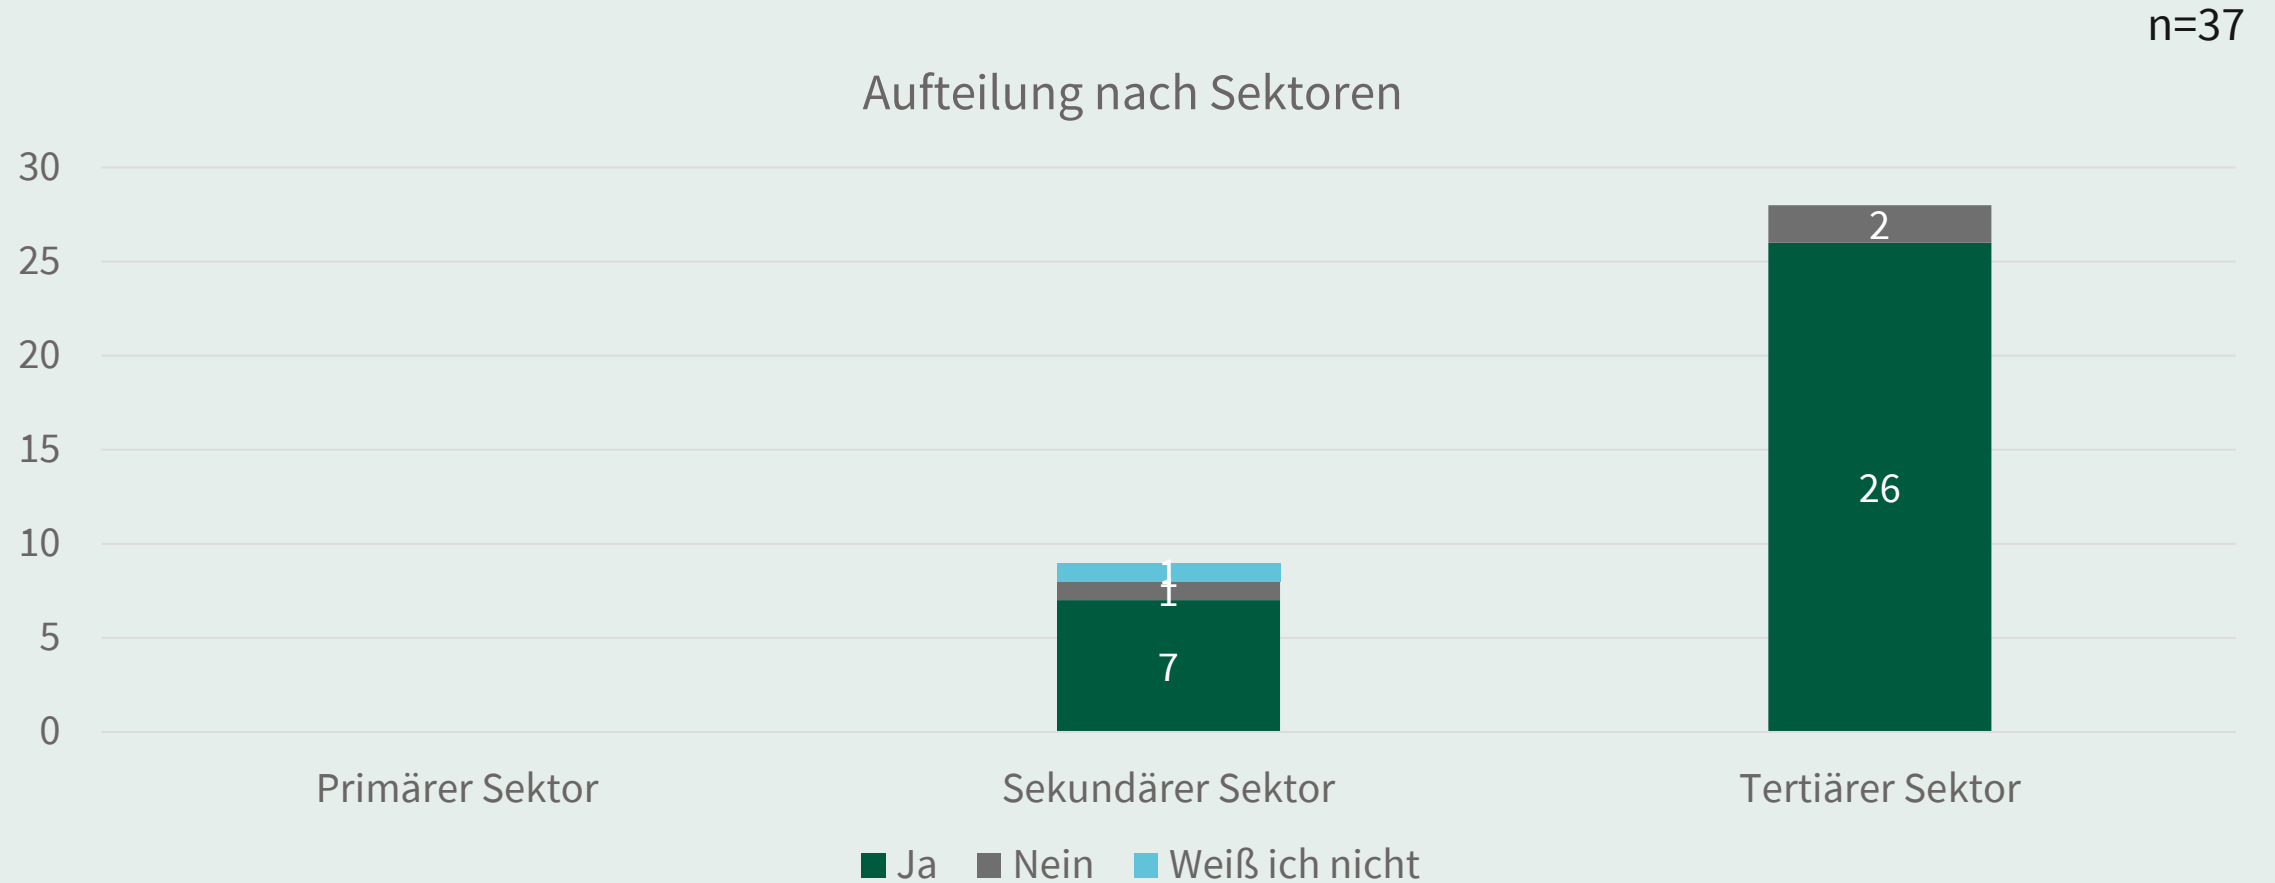 n=37
Aufteilung nach Sektoren
30
25
20
15
10
5
0
2
26
1
1
7
Primärer Sektor
Sekundärer Sektor
Tertiärer Sektor
Ja
Nein
Weiß ich nicht